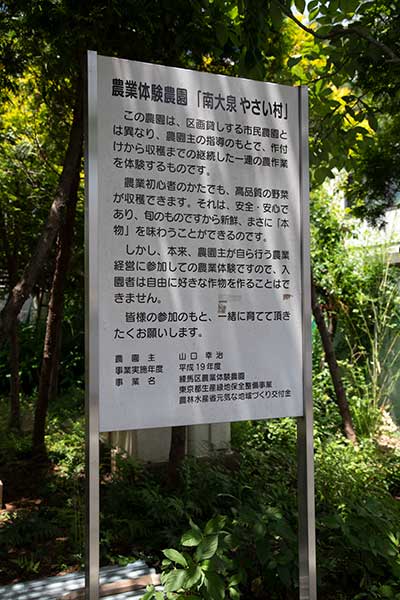 農業体験農園「南大泉 やさい村」
この農園は、区画貸しする市民農園と
は異なり、農園主の指導のもとで、作付
けから収穫までの継続した一連の農作業
を体験するものです。
農業初心者のかたでも、高品質の野菜
が収穫できます。それは、安全・安心で
あり、旬のものですから新鮮、まさに「本
物」を味わうことができるのです。
しかし、本来、農園主が自ら行う農業
経営に参加しての農業体験ですので、入
園者は自由に好きな作物を作ることはで
きません。
皆様の参加のもと、一緒に育てて頂き
たくお願いします。
農園主 山口 幸治
事業実施年度 平成19年度
事業名 練馬区農業体験農園
東京都生産緑地保全整備事業
農林水産省元気な地域づくり交付金